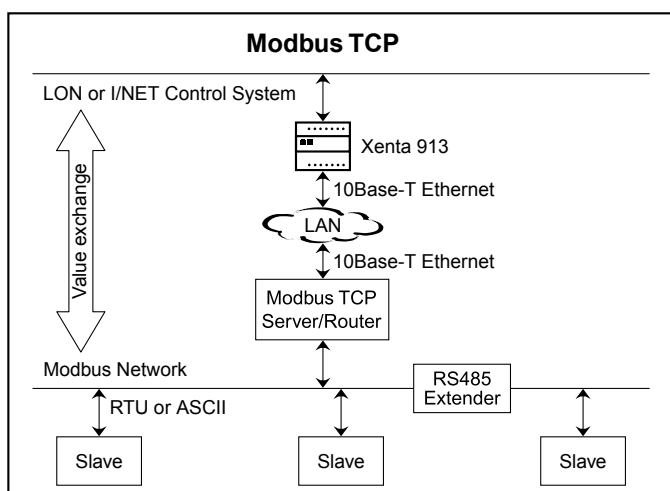 Modbus TCP
LON or I/NET Control System
Xenta 913
10Base-T Ethernet
LAN
10Base-T Ethernet
Value exchange
Modbus TCP
Server/Router
Modbus Network
RS485
Extender
RTU or ASCII
Slave
Slave
Slave